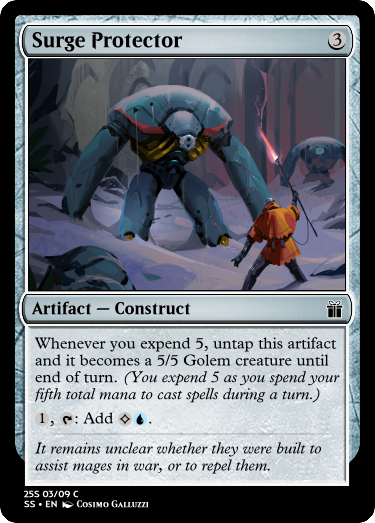 Surge Protector 3
Artifact — Construct
Whenever you expend 5, untap this artifact
and it becomes a 5/5 Golem creature until
end of turn. (You expend 5 as you spend your
fifth total mana to cast spells during a turn.)
1, : Add .
It remains unclear whether they were built to
assist mages in war, or to repel them.
25S 03/09 C
SS • EN Cosimo Galluzzi